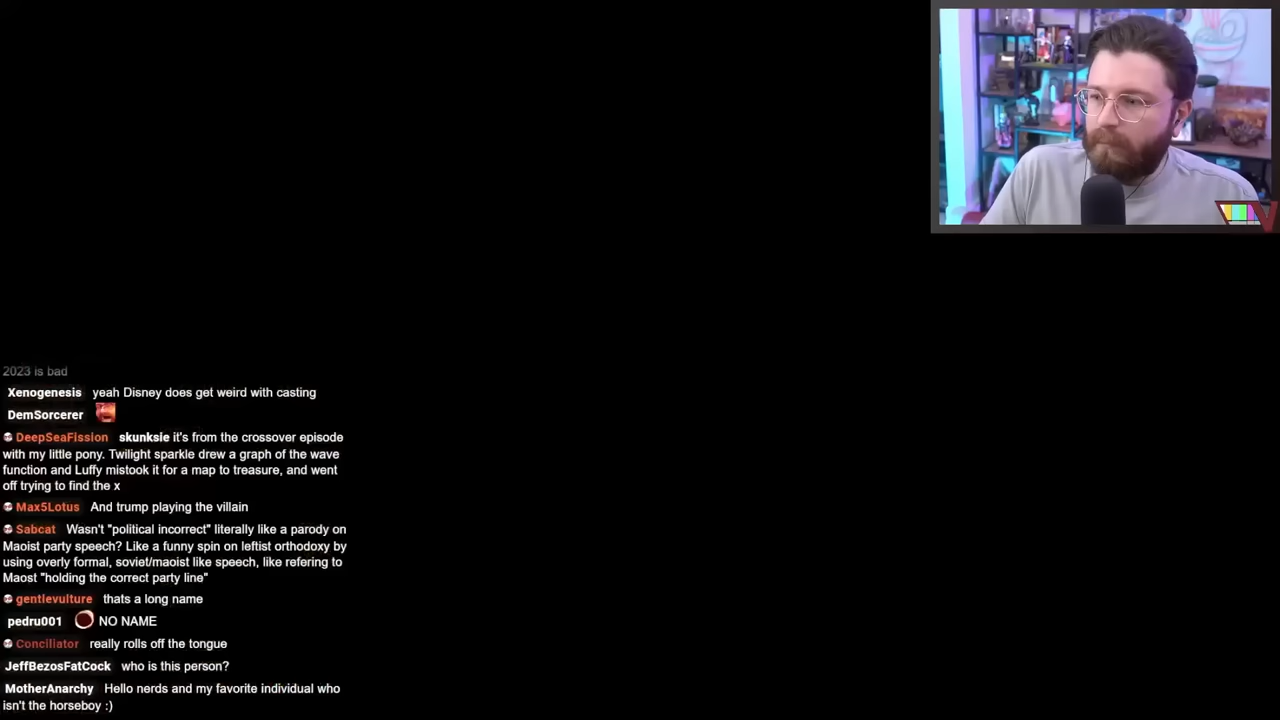 2023 is bad
Xenogenesis yeah Disney does get weird with casting
DemSorcerer
DeepSeaFission skunksie it's from the crossover episode
with my little pony. Twilight sparkle drew a graph of the wave
function and Luffy mistook it for a map to treasure, and went
off trying to find the x
Max5Lotus And trump playing the villain
Sabcat Wasn't "political incorrect" literally like a parody on
Maoist party speech? Like a funny spin on leftist orthodoxy by
using overly formal, soviet/maoist like speech, like refering to
Maost "holding the correct party line"
gentlevulture thats a long name
pedru001 NO NAME
Conciliator really rolls off the tongue
JeffBezosFatCock who is this person?
MotherAnarchy Hello nerds and my favorite individual who
isn't the horseboy :)